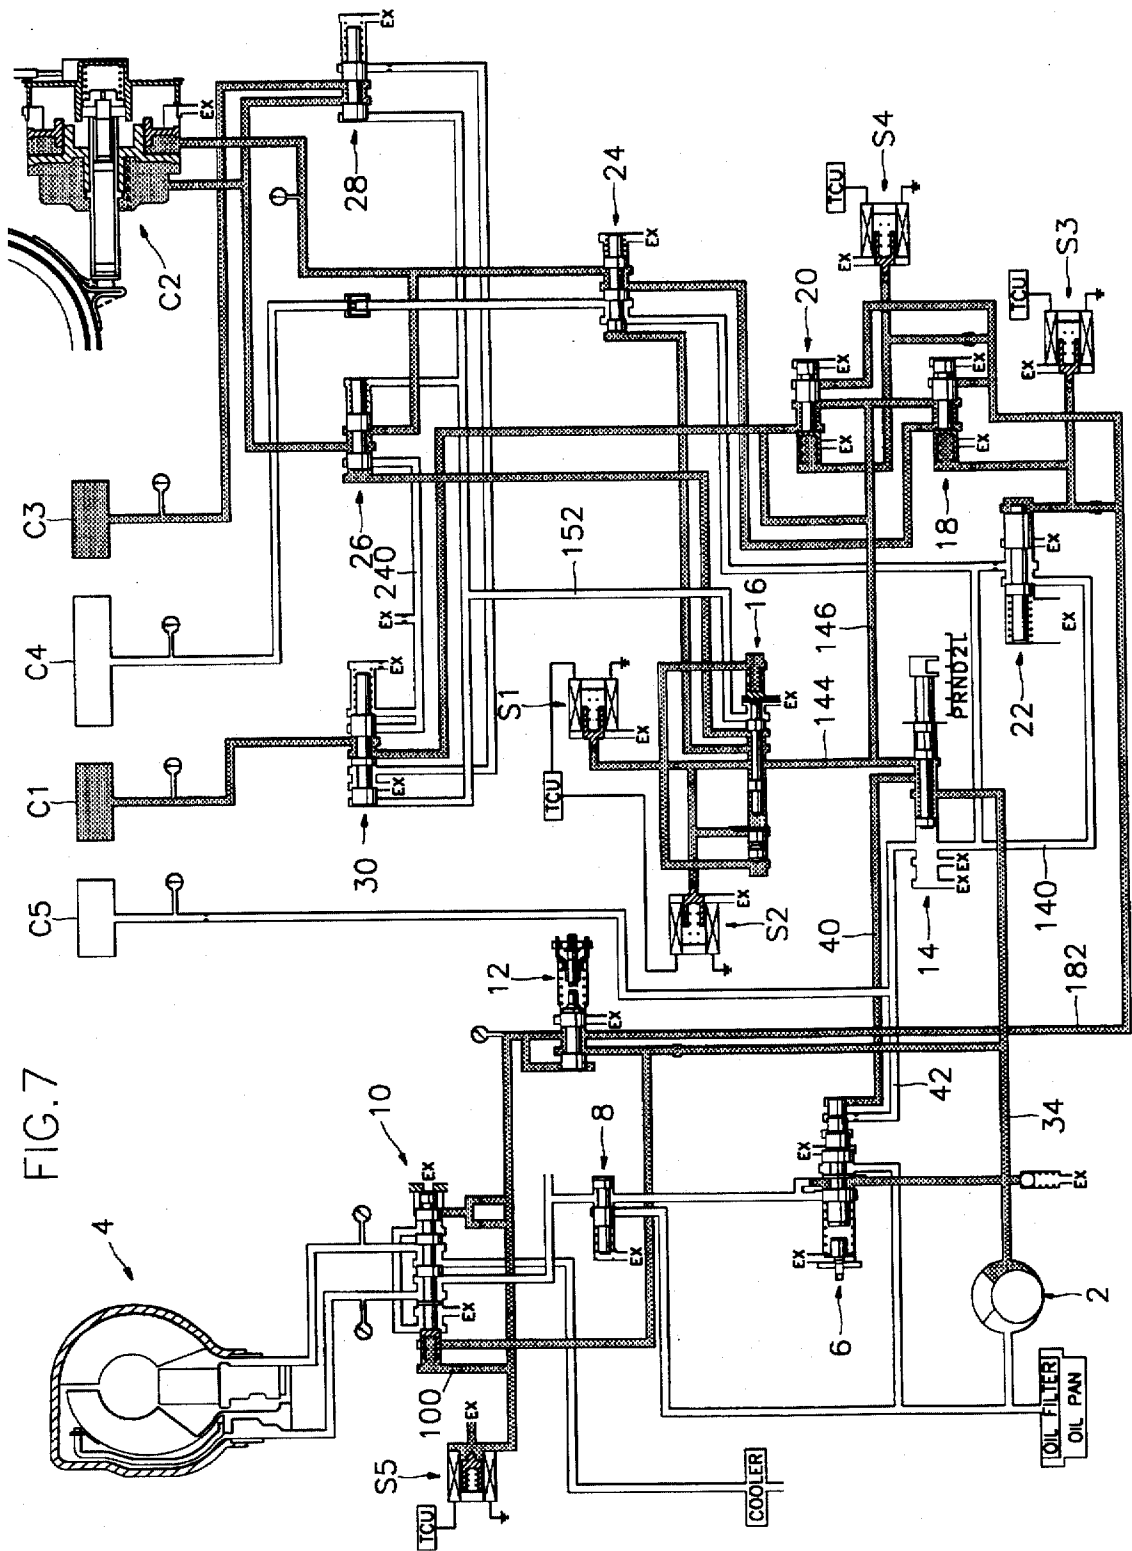 FIG. 7
4
10
EX
EX
100
S5
EX
TCU
COOLER
8
EX
12
EX
C5
C1
C4
C3
C2
EX
28
EX
30
EX
EX
26
240
EX
24
EX
152
S1
EX
TCU
S2
EX
16
EX
144
146
20
EX
EX
S4
TCU
EX
18
EX
EX
S3
TCU
EX
22
EX
EX
PRND2L
14
EX
EX
140
182
40
42
34
6
EX
EX
EX
2
OIL FILTER
OIL PAN